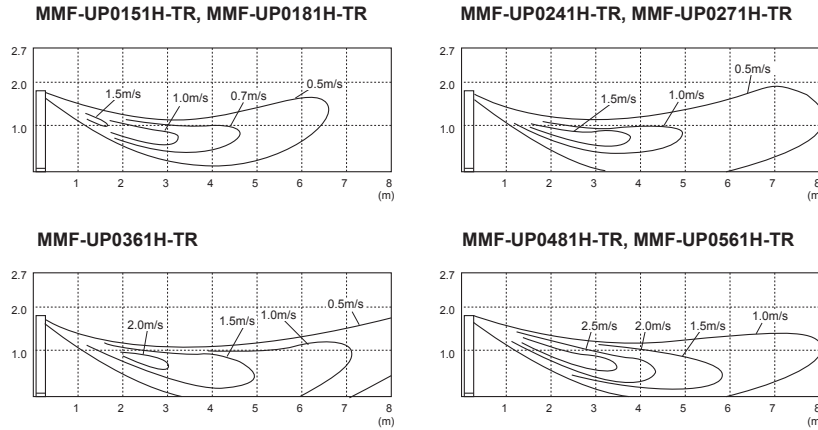 MMF-UP0151H-TR, MMF-UP0181H-TR
2.7
2.0
1.0
1.5m/s
1.0m/s
0.7m/s
0.5m/s
1 2 3 4 5 6 7 8
(m)
MMF-UP0241H-TR, MMF-UP0271H-TR
2.7
2.0
1.0
1.5m/s
1.0m/s
0.5m/s
1 2 3 4 5 6 7 8
(m)
MMF-UP0361H-TR
2.7
2.0
1.0
2.0m/s
1.5m/s
1.0m/s
0.5m/s
1 2 3 4 5 6 7 8
(m)
MMF-UP0481H-TR, MMF-UP0561H-TR
2.7
2.0
1.0
2.5m/s
2.0m/s
1.5m/s
1.0m/s
1 2 3 4 5 6 7 8
(m)